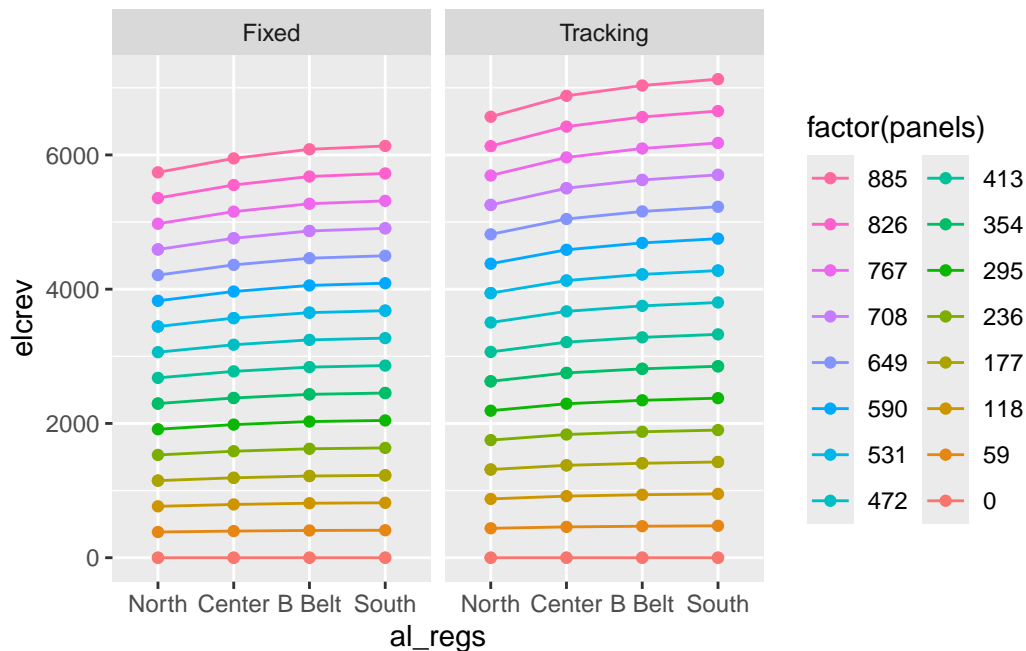 Fixed
Tracking
6000
4000
2000
0
elcrev
North Center B Belt South
North Center B Belt South
al_regs
factor(panels)
885 413
826 354
767 295
708 236
649 177
590 118
531 59
472 0